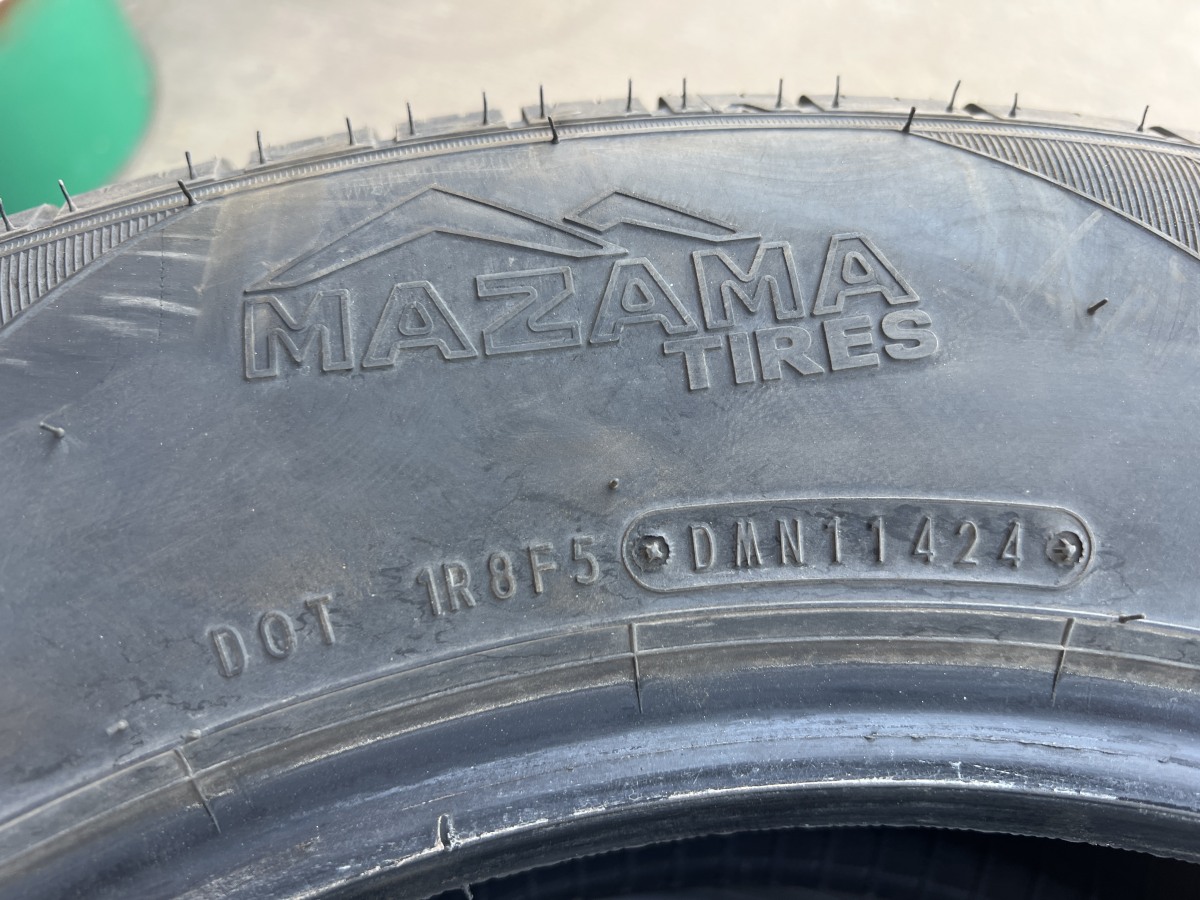 MAZAMA
TIRES
DOT 1R8F5 DMN11424